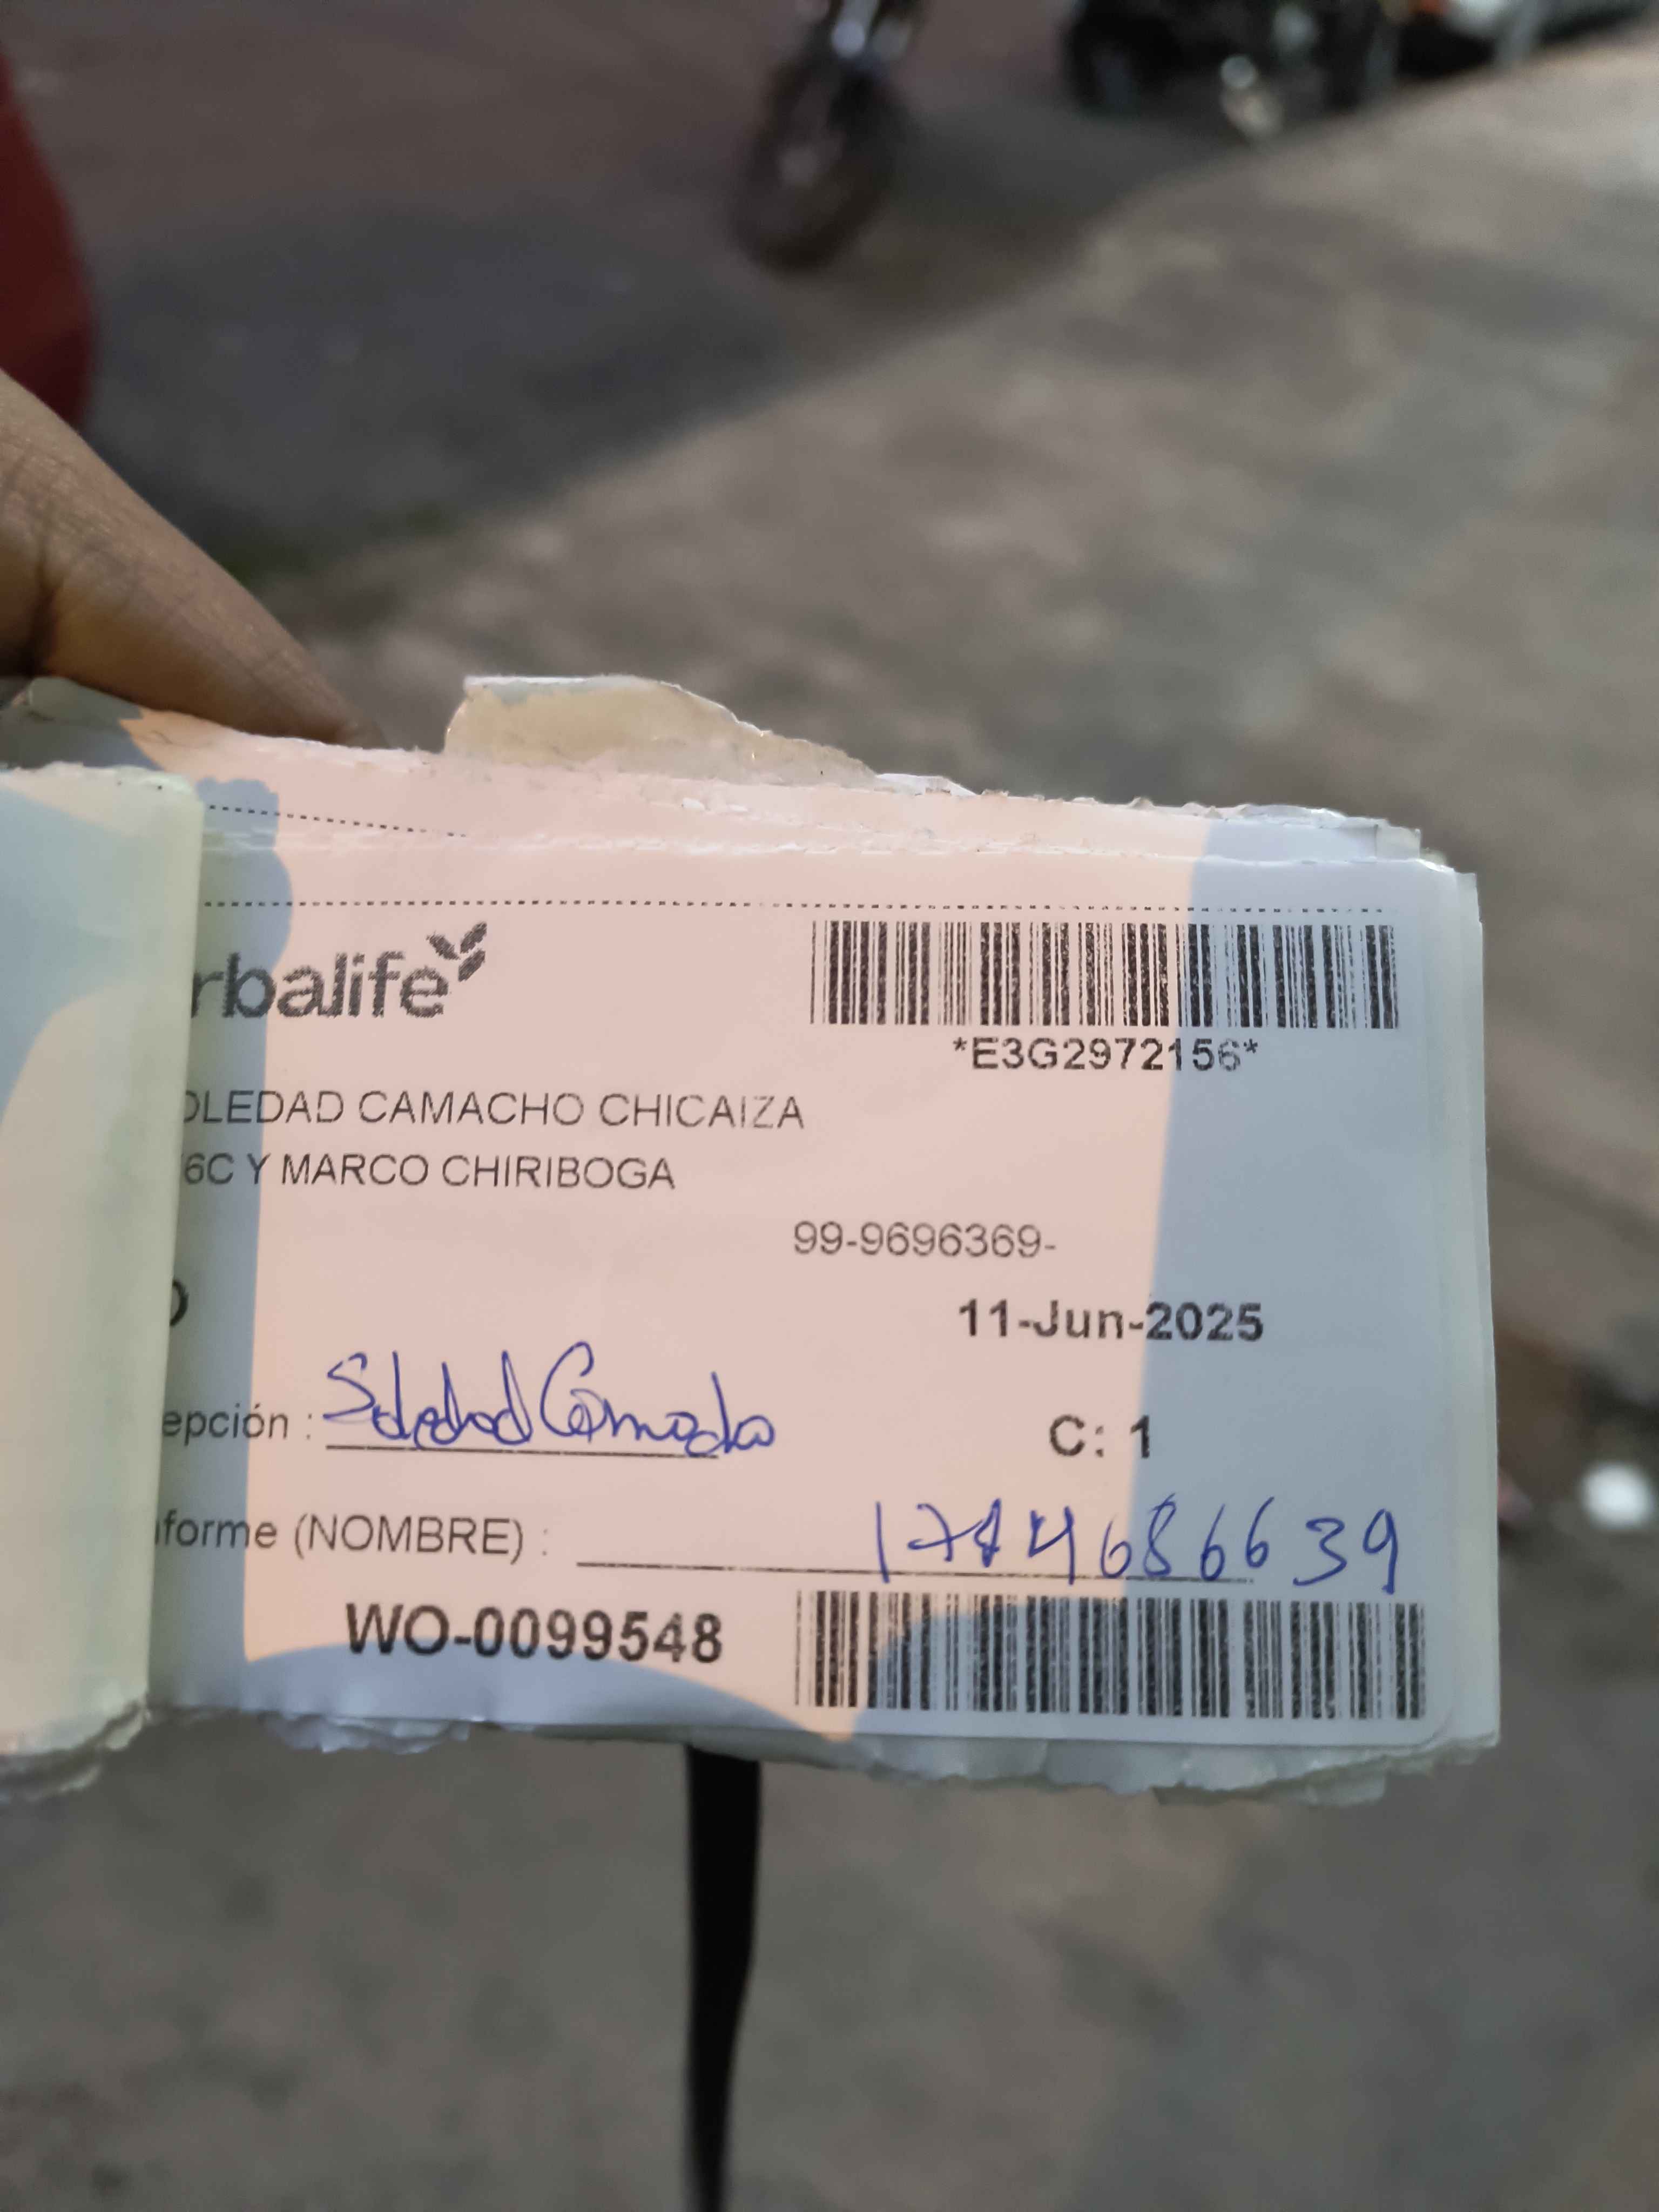 rbalife
*E3G2972156*
OLEDAD CAMACHO CHICAIZA
6C Y MARCO CHIRIBOGA
99-9696369-
11-Jun-2025
epción : Soledad Camacho
C: 1
forme (NOMBRE) :
WO-0099548